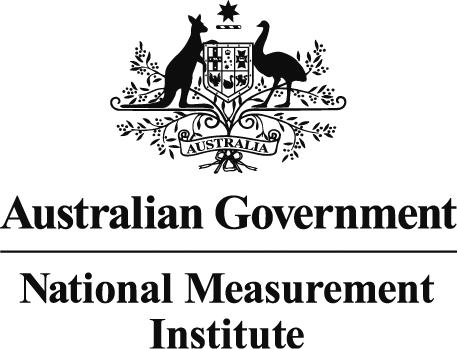 AUSTRALIA
Australian Government
National Measurement
Institute